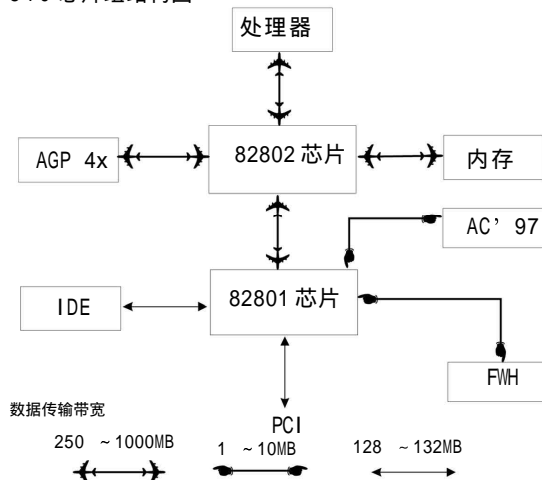 处理器
AGP 4x
82802 芯片
内存
AC’97
IDE
82801 芯片
FWH
PCI
数据传输带宽
250 ~1000MB
1 ~10MB
128 ~132MB